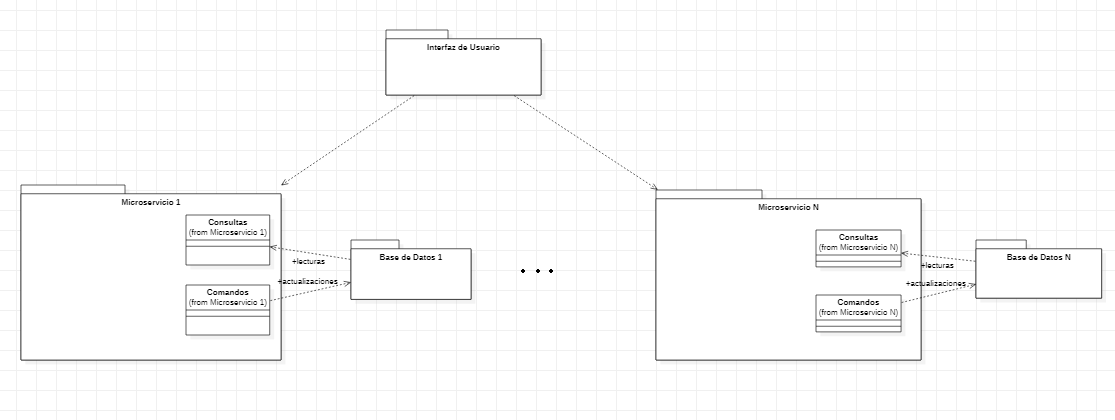 Interfaz de Usuario
Microservicio 1
Consultas
(from Microservicio 1)
+lecturas
Base de Datos 1
+actualizaciones
Comandos
(from Microservicio 1)
Microservicio N
Consultas
(from Microservicio N)
+lecturas
Base de Datos N
+actualizaciones
Comandos
(from Microservicio N)